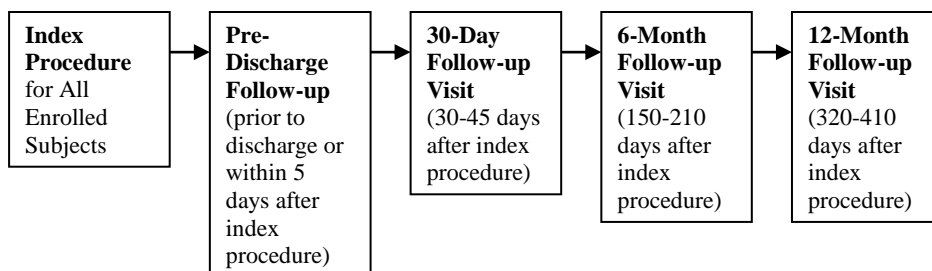 Index
Procedure
for All
Enrolled
Subjects
Pre-
Discharge
Follow-up
(prior to
discharge or
within 5
days after
index
procedure)
30-Day
Follow-up
Visit
(30-45 days
after index
procedure)
6-Month
Follow-up
Visit
(150-210
days after
index
procedure)
12-Month
Follow-up
Visit
(320-410
days after
index
procedure)